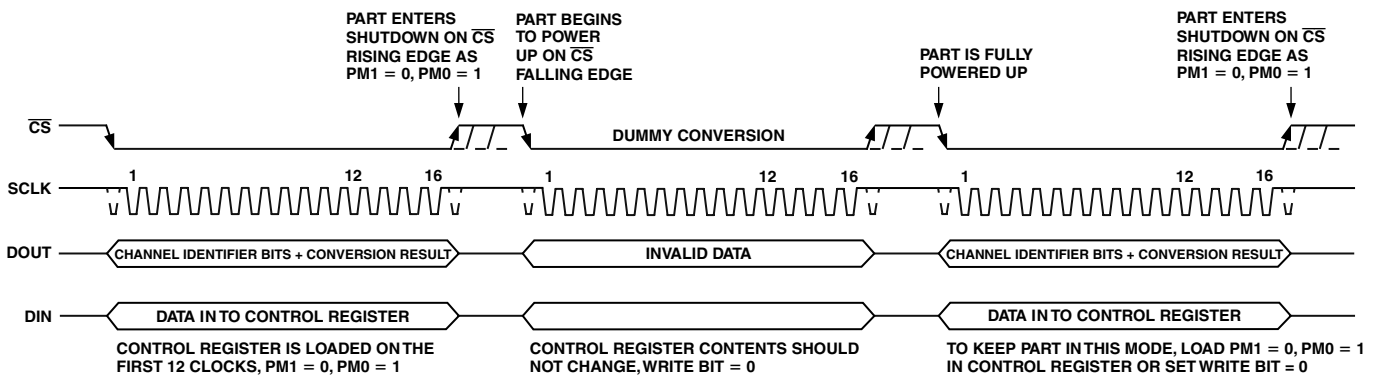 PART ENTERS
SHUTDOWN ON CS
RISING EDGE AS
PM1 = 0, PM0 = 1
PART BEGINS
TO POWER
UP ON CS
FALLING EDGE
PART IS FULLY
POWERED UP
PART ENTERS
SHUTDOWN ON CS
RISING EDGE AS
PM1 = 0, PM0 = 1
CS
DUMMY CONVERSION
SCLK
1 12 16
1 12 16
1 12 16
DOUT
CHANNEL IDENTIFIER BITS + CONVERSION RESULT
INVALID DATA
CHANNEL IDENTIFIER BITS + CONVERSION RESULT
DIN
DATA IN TO CONTROL REGISTER
DATA IN TO CONTROL REGISTER
CONTROL REGISTER IS LOADED ON THE
FIRST 12 CLOCKS, PM1 = 0, PM0 = 1
CONTROL REGISTER CONTENTS SHOULD
NOT CHANGE, WRITE BIT = 0
TO KEEP PART IN THIS MODE, LOAD PM1 = 0, PM0 = 1
IN CONTROL REGISTER OR SET WRITE BIT = 0